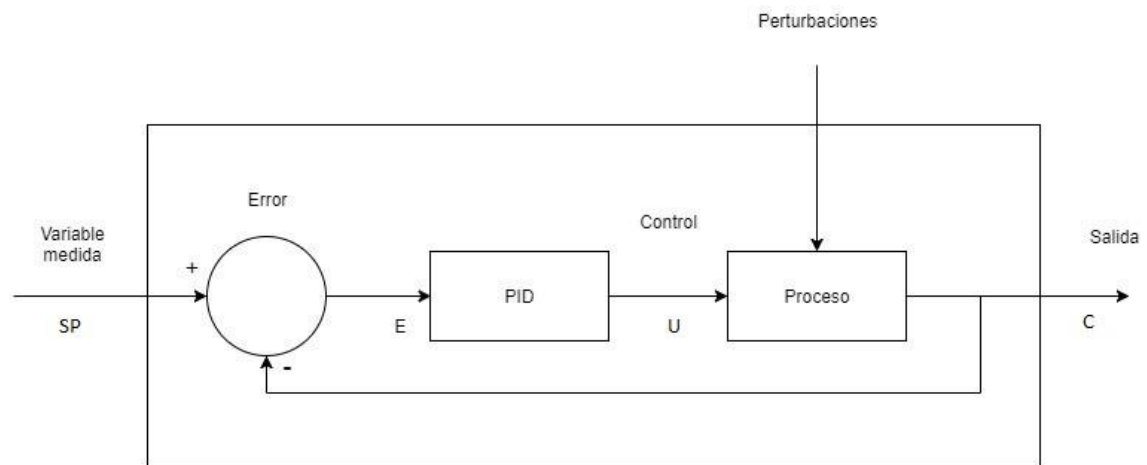 Perturbaciones
Error
Variable
medida
Control
Salida
+
PID
Proceso
SP
E
U
C
-